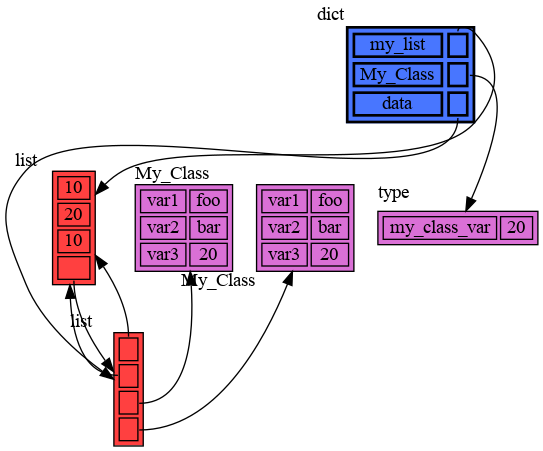 dict
my_list
My_Class
data
list
10
20
10
My_Class
var1 foo
var2 bar
var3 20
My_Class
var1 foo
var2 bar
var3 20
type
my_class_var 20
list